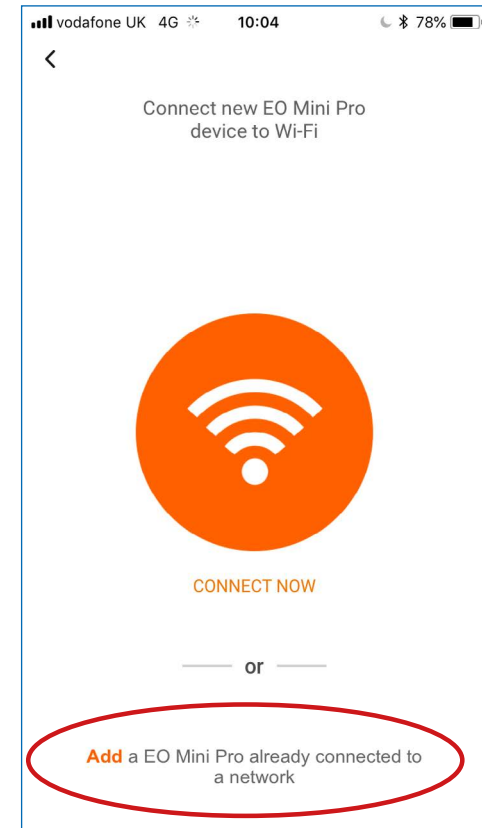 vodafone UK 4G 10:04 78%
Connect new EO Mini Pro
device to Wi-Fi
CONNECT NOW
or
Add a EO Mini Pro already connected to
a network